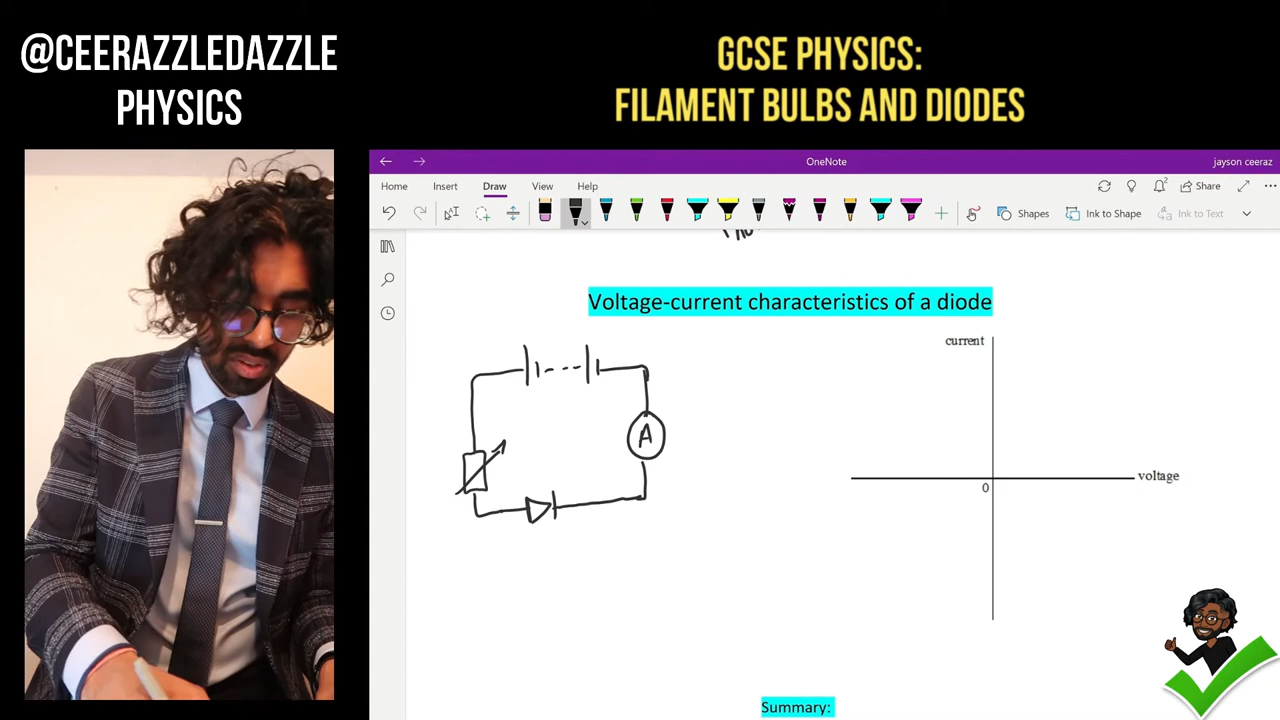 @CEERAZZLEDAZZLE
PHYSICS
GCSE PHYSICS:
FILAMENT BULBS AND DIODES
OneNote
jayson ceeraz
Home Insert Draw View Help
2
Share
Shapes
Ink to Shape
Ink to Text
Voltage-current characteristics of a diode
current
A
voltage
0
Summary: